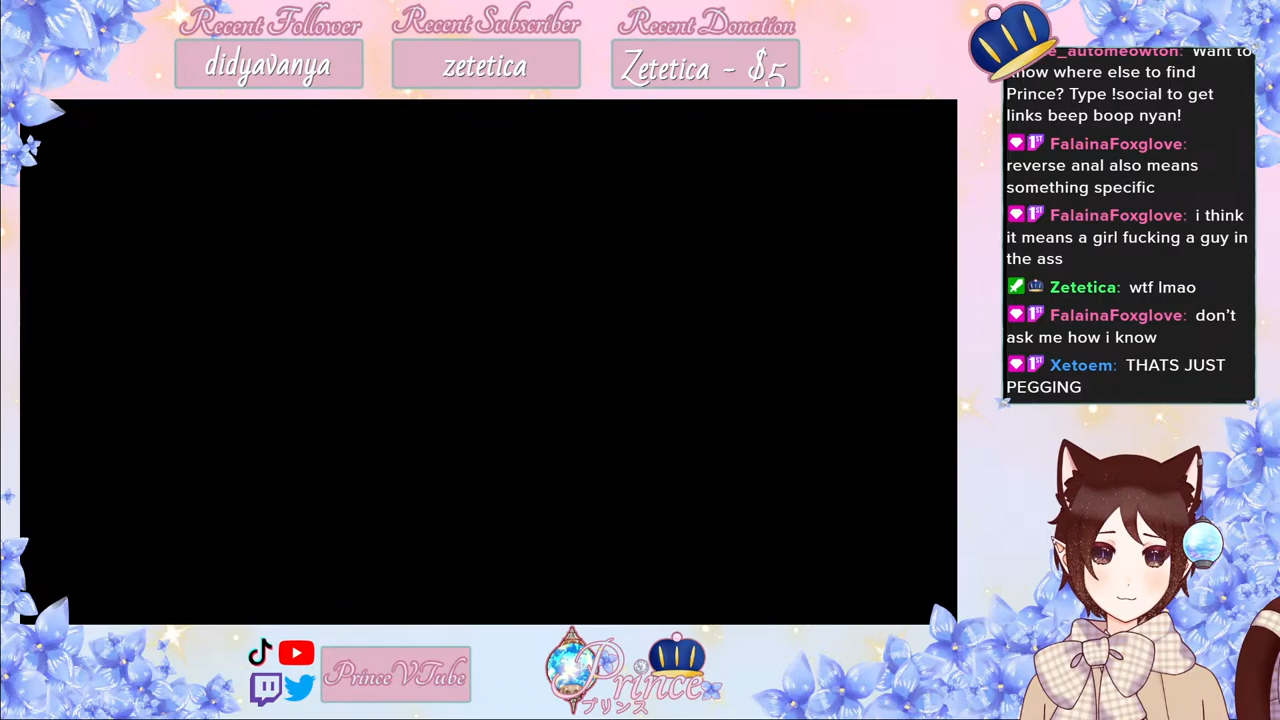 Recent Follower
Recent Subscriber
Recent Donation
didyavanya
zetetica
Zetetica - $5
_automeowton: Want to
know where else to find
Prince? Type !social to get
links beep boop nyan!
FalainaFoxglove:
reverse anal also means
something specific
FalainaFoxglove: i think
it means a girl fucking a guy in
the ass
Zetetica: wtf lmao
FalainaFoxglove: don't
ask me how i know
Xetoem: THATS JUST
PEGGING
Prince VTube
Prince
プリンス